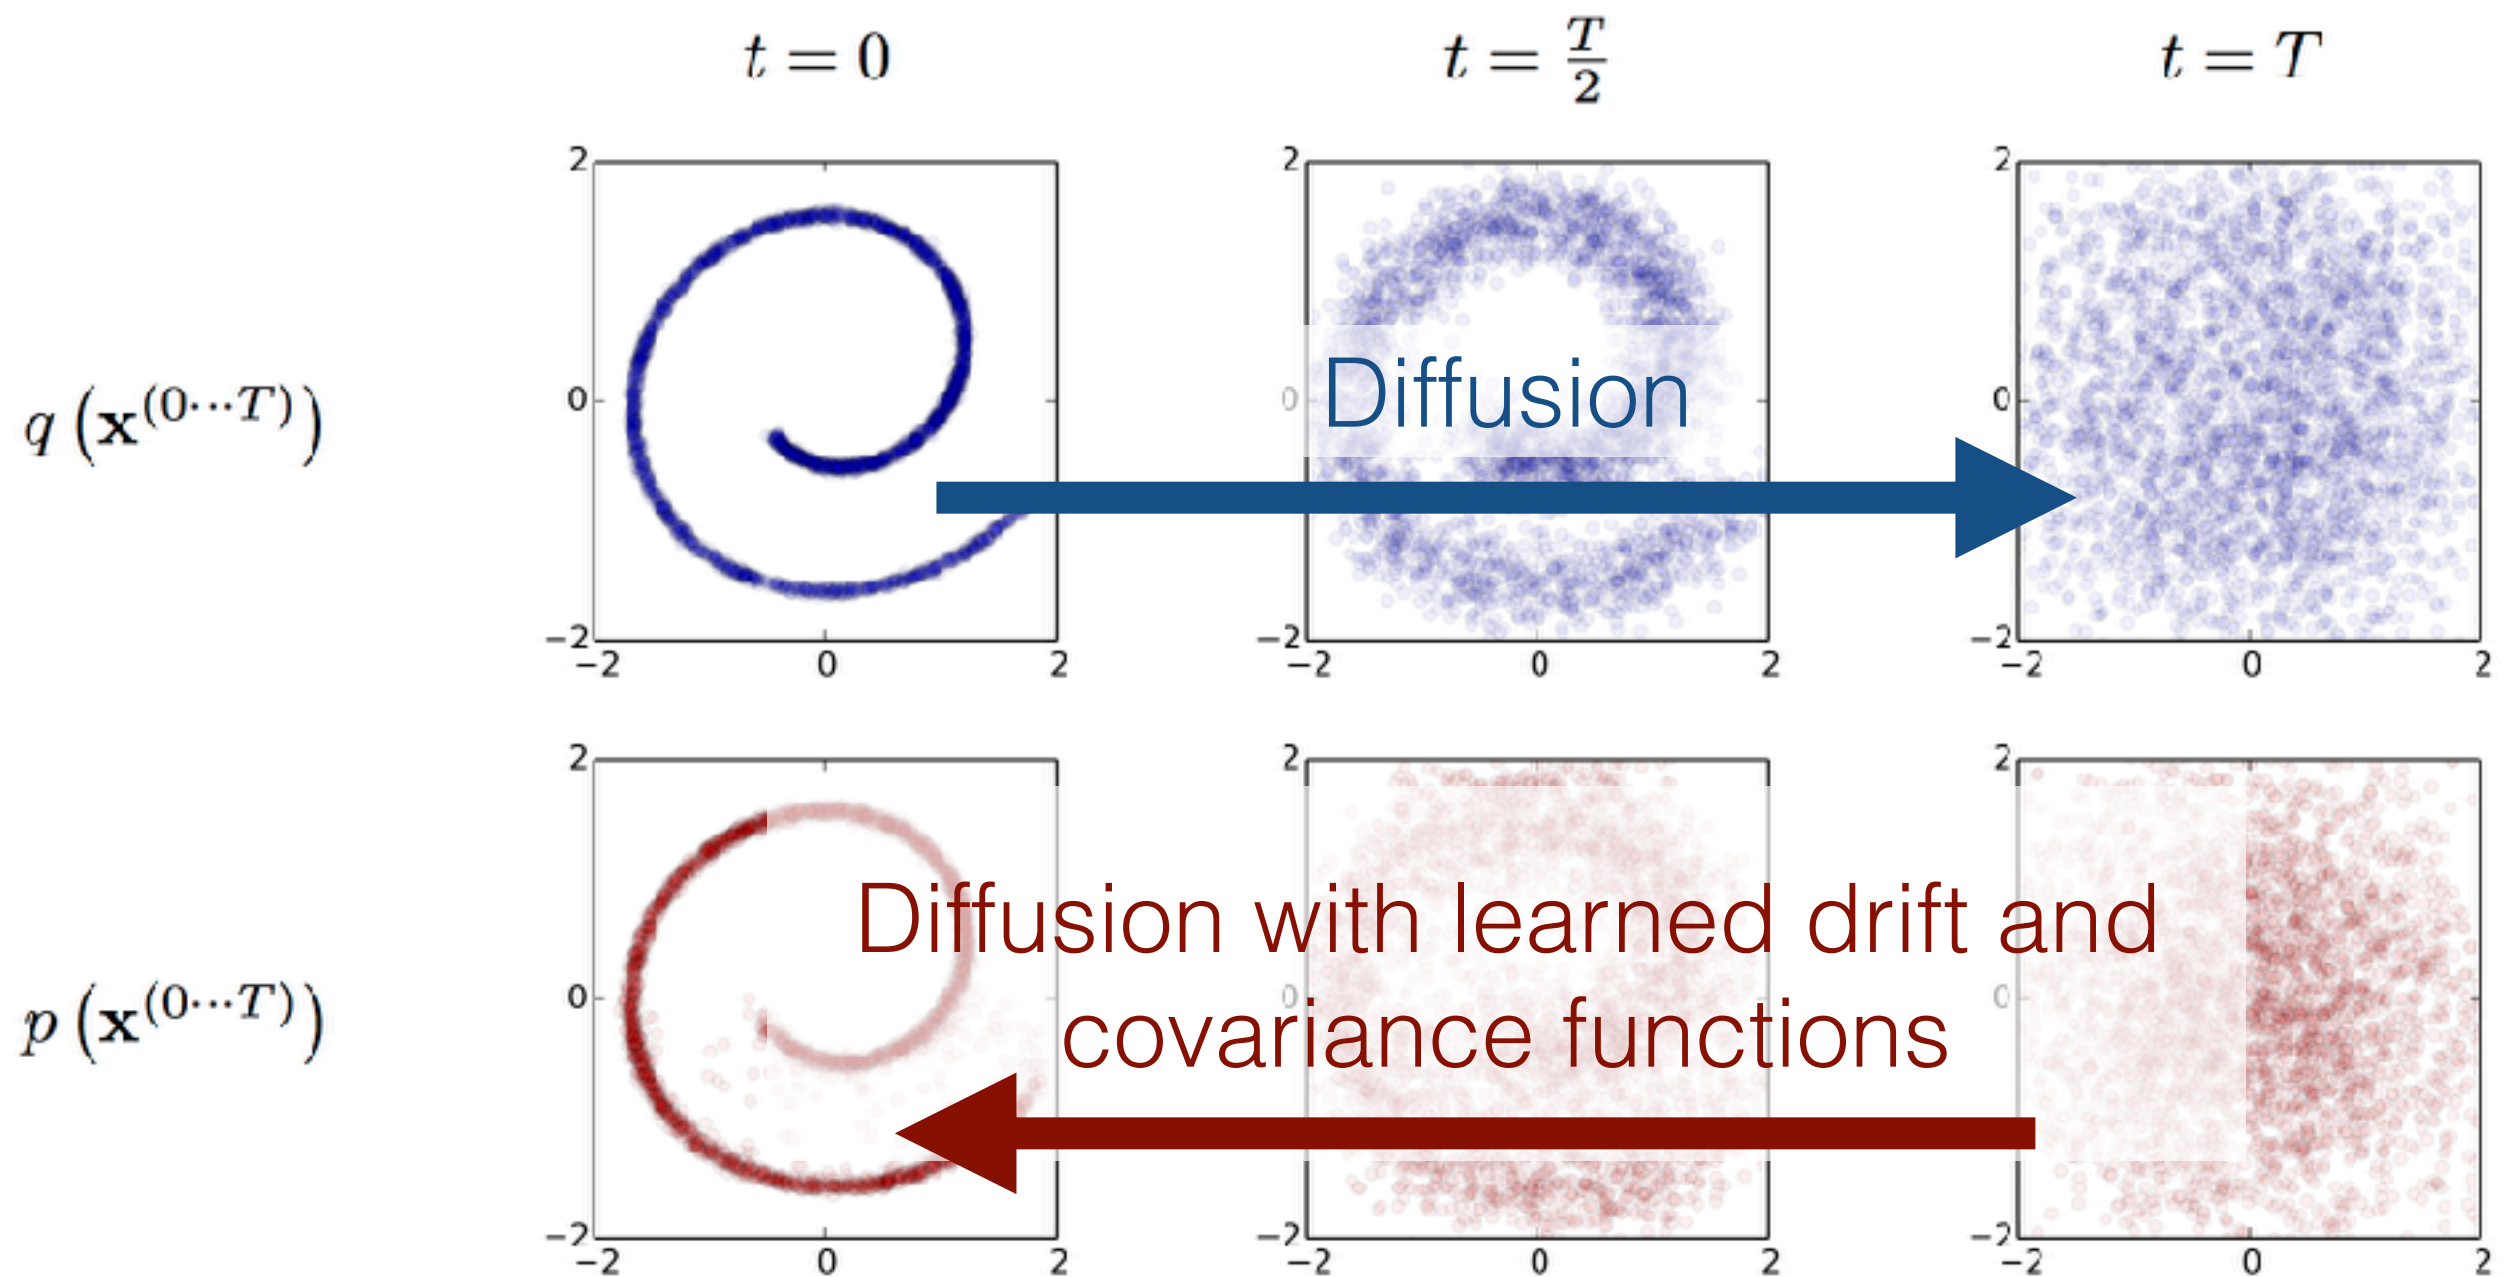 t = 0
t = T/2
t = T
q (x^(0···T))
2
0
−2
−2 0 2
2
0
−2
−2 0 2
2
0
−2
−2 0 2
Diffusion
p (x^(0···T))
2
0
−2
−2 0 2
2
0
−2
−2 0 2
2
0
−2
−2 0 2
Diffusion with learned drift and
covariance functions